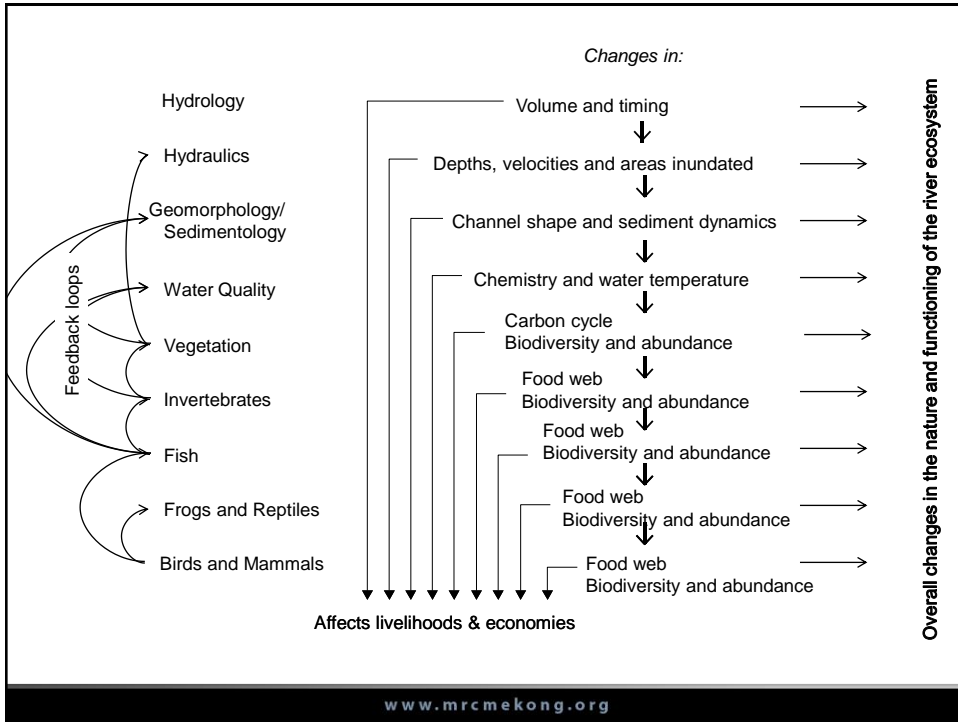 Changes in:
Hydrology
Volume and timing
Hydraulics
Depths, velocities and areas inundated
Geomorphology/
Sedimentology
Channel shape and sediment dynamics
Water Quality
Chemistry and water temperature
Vegetation
Carbon cycle
Biodiversity and abundance
Invertebrates
Food web
Biodiversity and abundance
Fish
Food web
Biodiversity and abundance
Frogs and Reptiles
Food web
Biodiversity and abundance
Birds and Mammals
Food web
Biodiversity and abundance
Feedback loops
Affects livelihoods & economies
Overall changes in the nature and functioning of the river ecosystem
www.mrcmekong.org